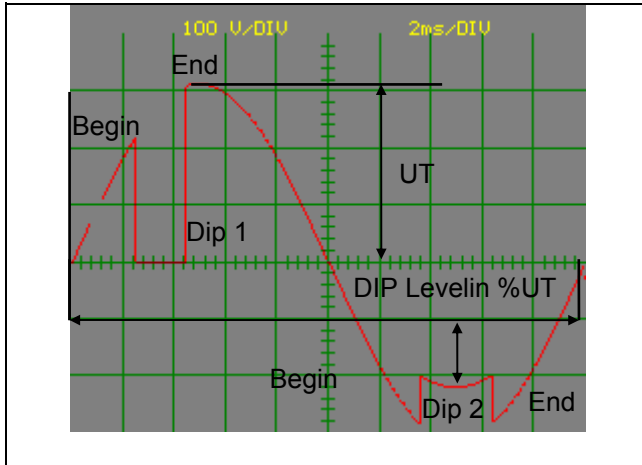 100 V/DIV 2ms/DIV
End
Begin
UT
Dip 1
DIP Levelin %UT
Begin
Dip 2 End